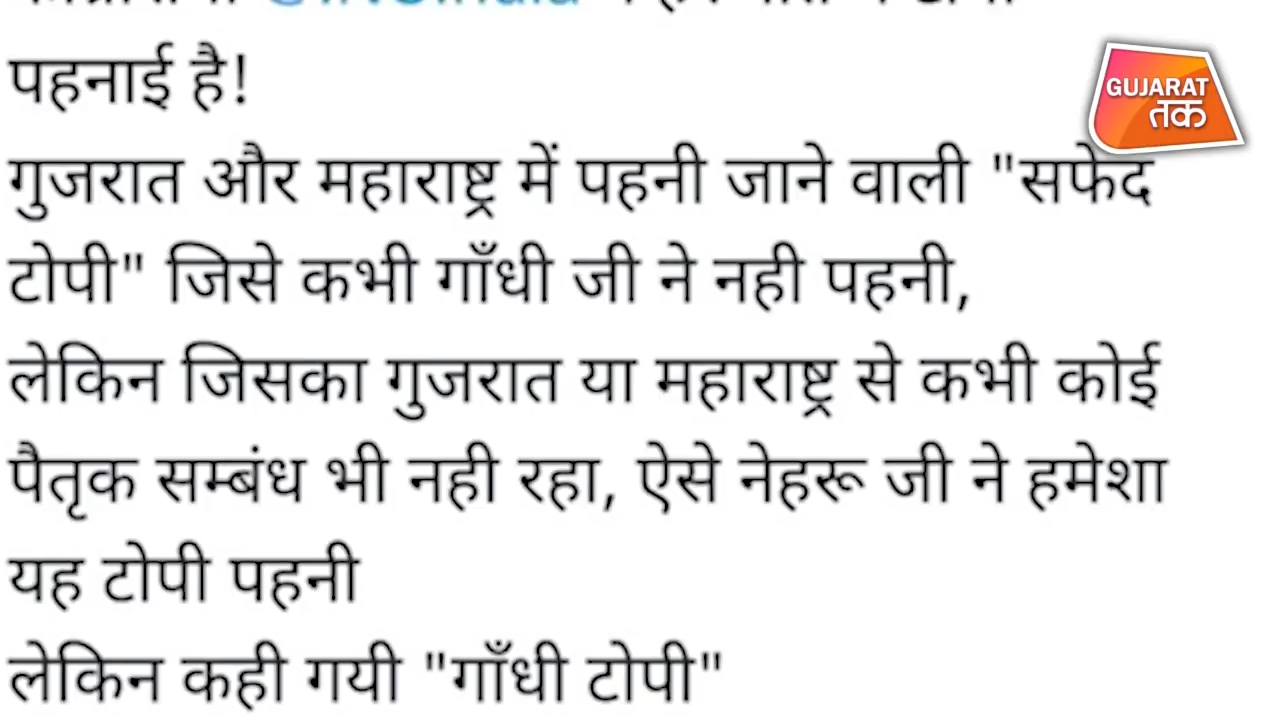 पहनाई है!
गुजरात और महाराष्ट्र में पहनी जाने वाली "सफेद
टोपी" जिसे कभी गाँधी जी ने नही पहनी,
लेकिन जिसका गुजरात या महाराष्ट्र से कभी कोई
पैतृक सम्बंध भी नही रहा, ऐसे नेहरू जी ने हमेशा
यह टोपी पहनी
लेकिन कही गयी "गाँधी टोपी"
GUJARAT
तक